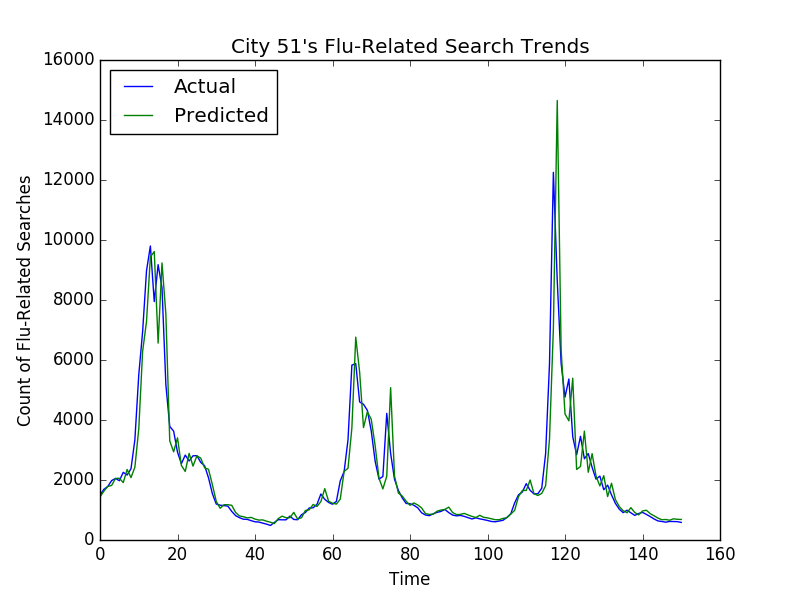 City 51's Flu-Related Search Trends
Actual
Predicted
Count of Flu-Related Searches
16000
14000
12000
10000
8000
6000
4000
2000
0
0 20 40 60 80 100 120 140 160
Time